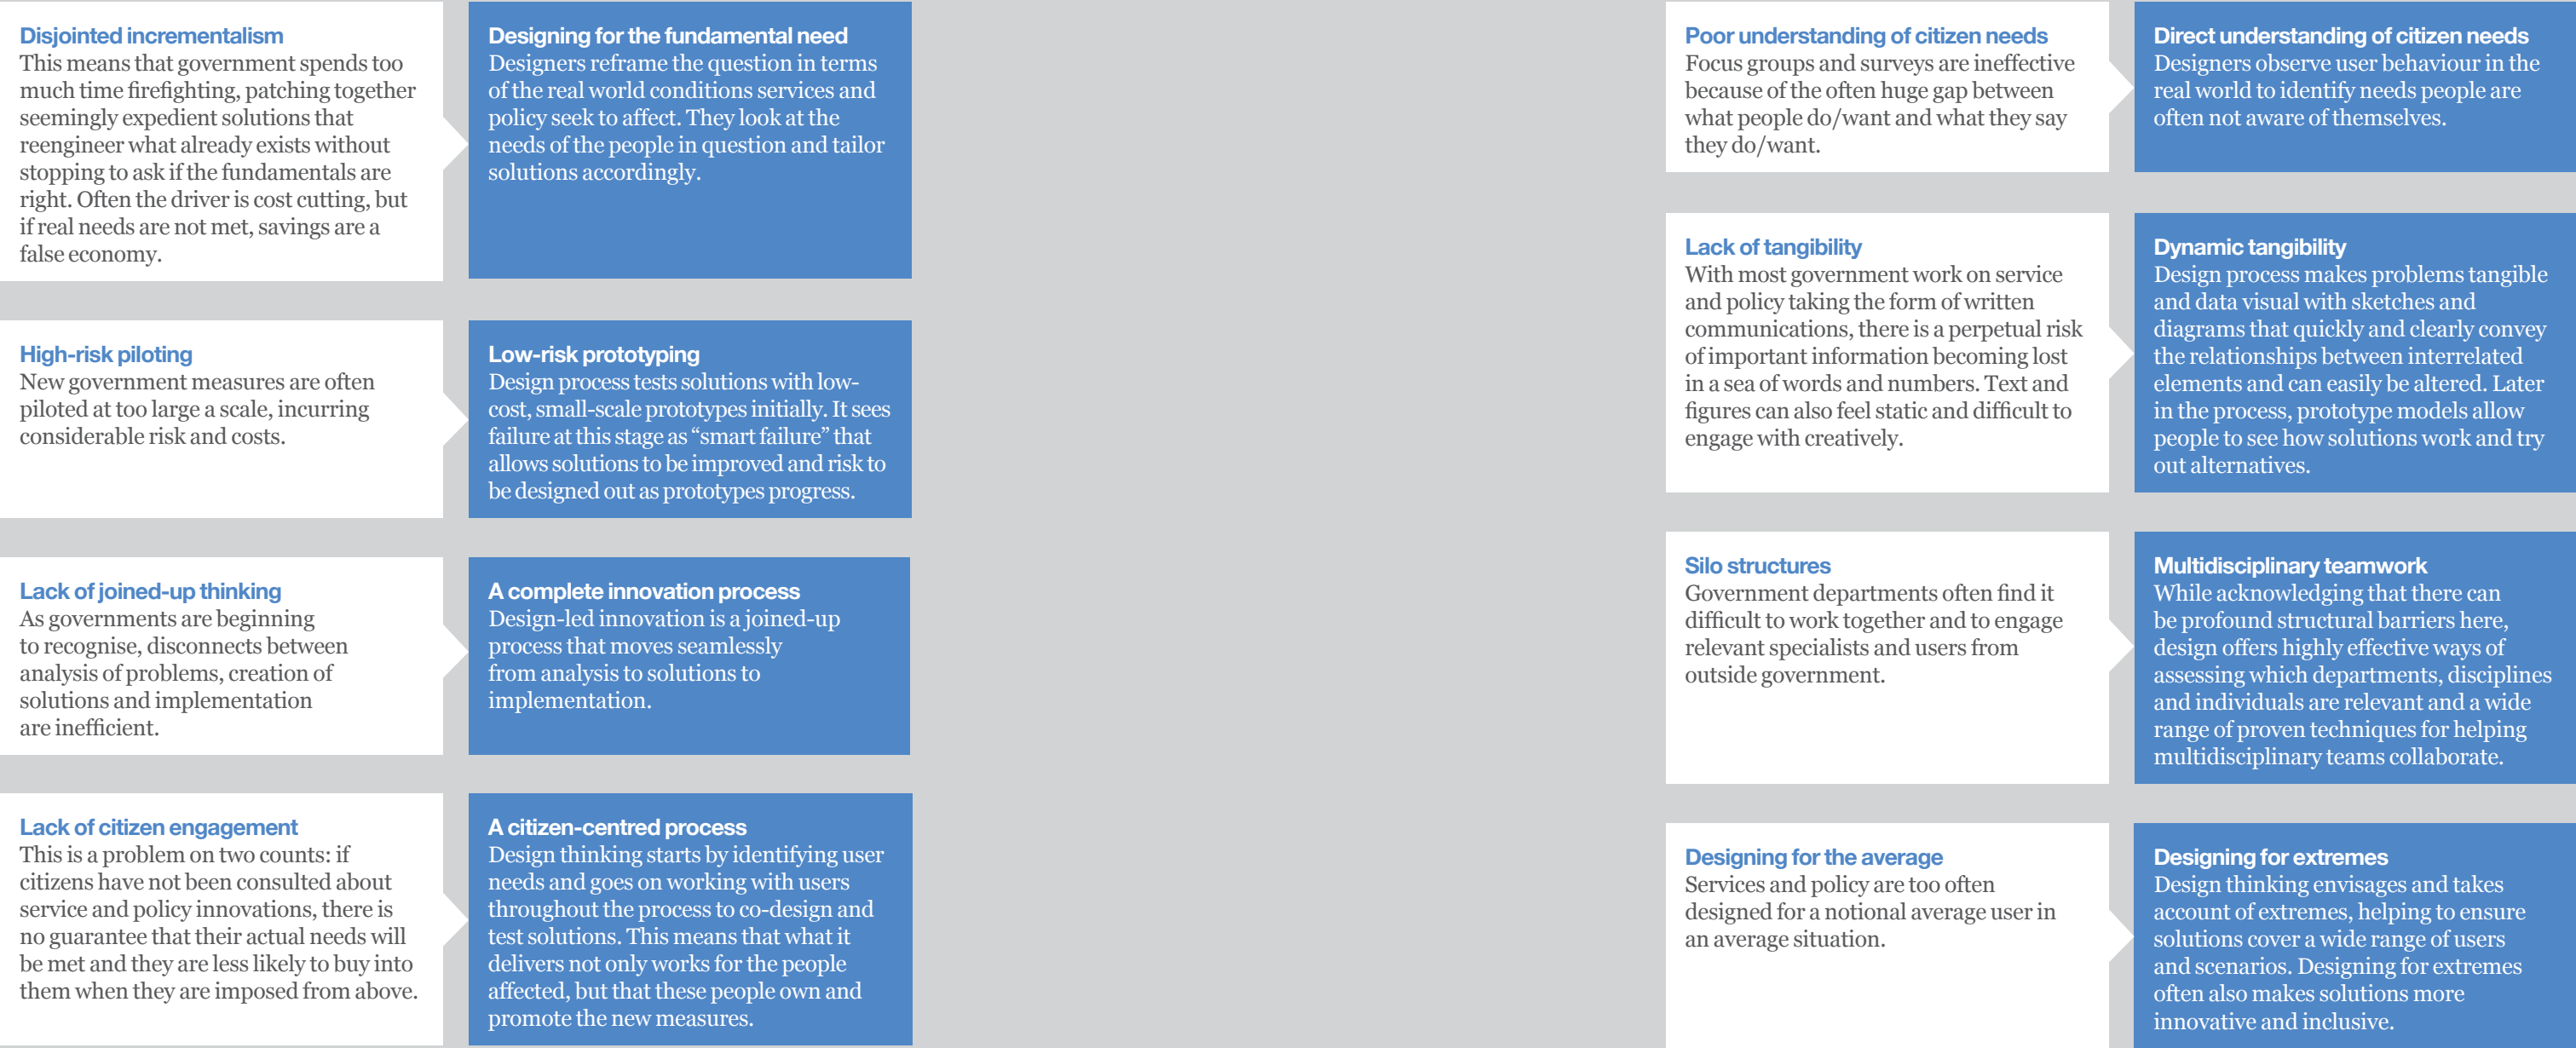 Disjointed incrementalism
This means that government spends too
much time firefighting, patching together
seemingly expedient solutions that
reengineer what already exists without
stopping to ask if the fundamentals are
right. Often the driver is cost cutting, but
if real needs are not met, savings are a
false economy.
Designing for the fundamental need
Designers reframe the question in terms
of the real world conditions services and
policy seek to affect. They look at the
needs of the people in question and tailor
solutions accordingly.
High-risk piloting
New government measures are often
piloted at too large a scale, incurring
considerable risk and costs.
Low-risk prototyping
Design process tests solutions with low-
cost, small-scale prototypes initially. It sees
failure at this stage as “smart failure” that
allows solutions to be improved and risk to
be designed out as prototypes progress.
Lack of joined-up thinking
As governments are beginning
to recognise, disconnects between
analysis of problems, creation of
solutions and implementation
are inefficient.
A complete innovation process
Design-led innovation is a joined-up
process that moves seamlessly
from analysis to solutions to
implementation.
Lack of citizen engagement
This is a problem on two counts: if
citizens have not been consulted about
service and policy innovations, there is
no guarantee that their actual needs will
be met and they are less likely to buy into
them when they are imposed from above.
A citizen-centred process
Design thinking starts by identifying user
needs and goes on working with users
throughout the process to co-design and
test solutions. This means that what it
delivers not only works for the people
affected, but that these people own and
promote the new measures.
Poor understanding of citizen needs
Focus groups and surveys are ineffective
because of the often huge gap between
what people do/want and what they say
they do/want.
Direct understanding of citizen needs
Designers observe user behaviour in the
real world to identify needs people are
often not aware of themselves.
Lack of tangibility
With most government work on service
and policy taking the form of written
communications, there is a perpetual risk
of important information becoming lost
in a sea of words and numbers. Text and
figures can also feel static and difficult to
engage with creatively.
Dynamic tangibility
Design process makes problems tangible
and data visual with sketches and
diagrams that quickly and clearly convey
the relationships between interrelated
elements and can easily be altered. Later
in the process, prototype models allow
people to see how solutions work and try
out alternatives.
Silo structures
Government departments often find it
difficult to work together and to engage
relevant specialists and users from
outside government.
Multidisciplinary teamwork
While acknowledging that there can
be profound structural barriers here,
design offers highly effective ways of
assessing which departments, disciplines
and individuals are relevant and a wide
range of proven techniques for helping
multidisciplinary teams collaborate.
Designing for the average
Services and policy are too often
designed for a notional average user in
an average situation.
Designing for extremes
Design thinking envisages and takes
account of extremes, helping to ensure
solutions cover a wide range of users
and scenarios. Designing for extremes
often also makes solutions more
innovative and inclusive.